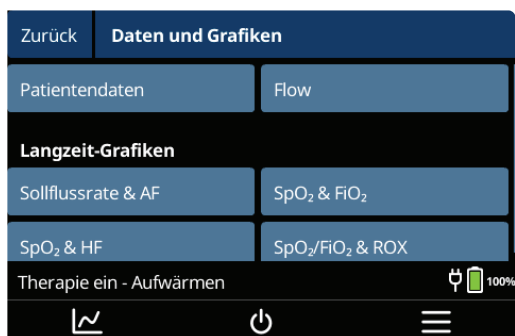 Zurück Daten und Grafiken
Patientendaten Flow
Langzeit-Grafiken
Sollflussrate & AF SpO₂ & FiO₂
SpO₂ & HF SpO₂/FiO₂ & ROX
Therapie ein - Aufwärmen 100%